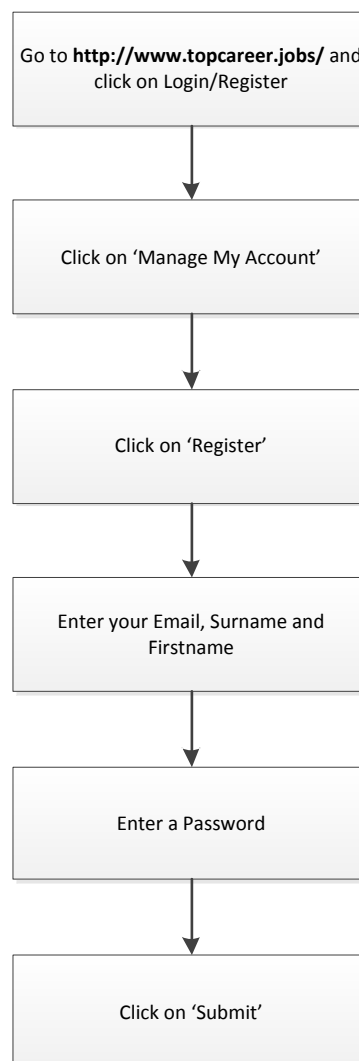 Go to http://www.topcareer.jobs/ and
click on Login/Register
Click on ‘Manage My Account’
Click on ‘Register’
Enter your Email, Surname and
Firstname
Enter a Password
Click on ‘Submit’